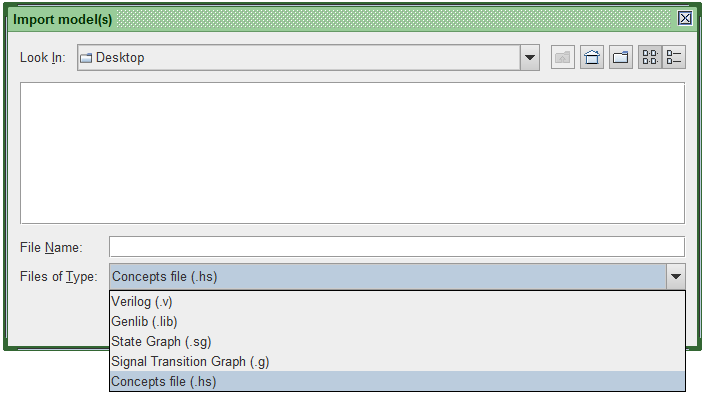 Import model(s)
Look In: Desktop
File Name:
Files of Type: Concepts file (.hs)
Verilog (.v)
Genlib (.lib)
State Graph (.sg)
Signal Transition Graph (.g)
Concepts file (.hs)